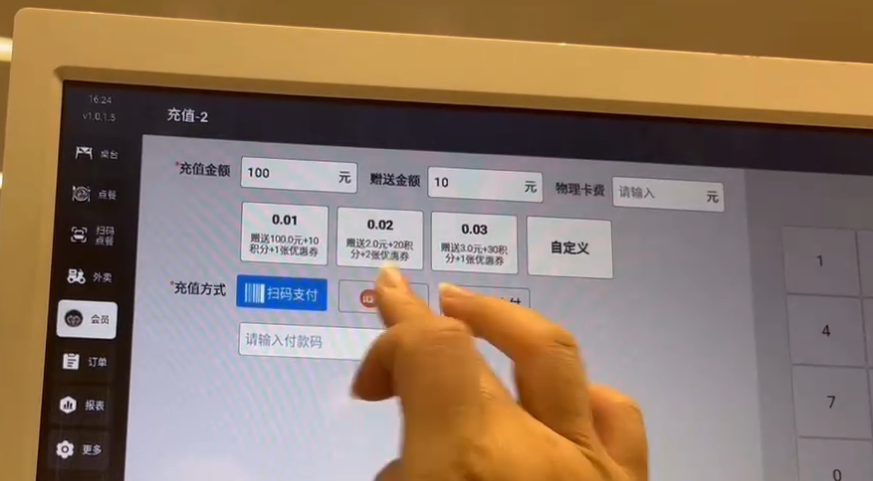 16:24
v1.0.1.3
充值-2
桌台
点餐
扫码
点餐
外卖
会员
订单
报表
更多
*充值金额
100
元
赠送金额
10
元
物理卡费
请输入
元
0.01
赠送100.0元+10
积分+1张优惠券
0.02
赠送2.0元+20积
分+2张优惠券
0.03
赠送3.0元+30积
分+1张优惠券
自定义
*充值方式
扫码支付
付
请输入付款码
1
4
7
0